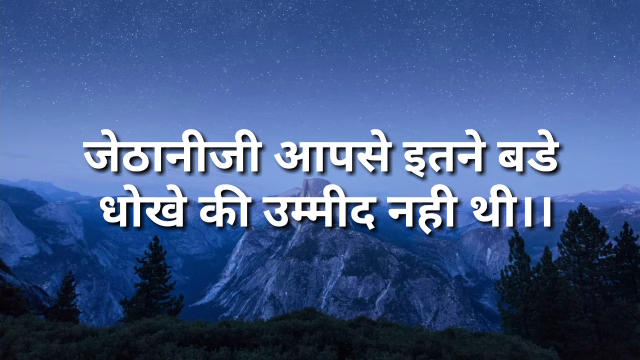 जेठानीजी आपसे इतने बडे
धोखे की उम्मीद नही थी।।